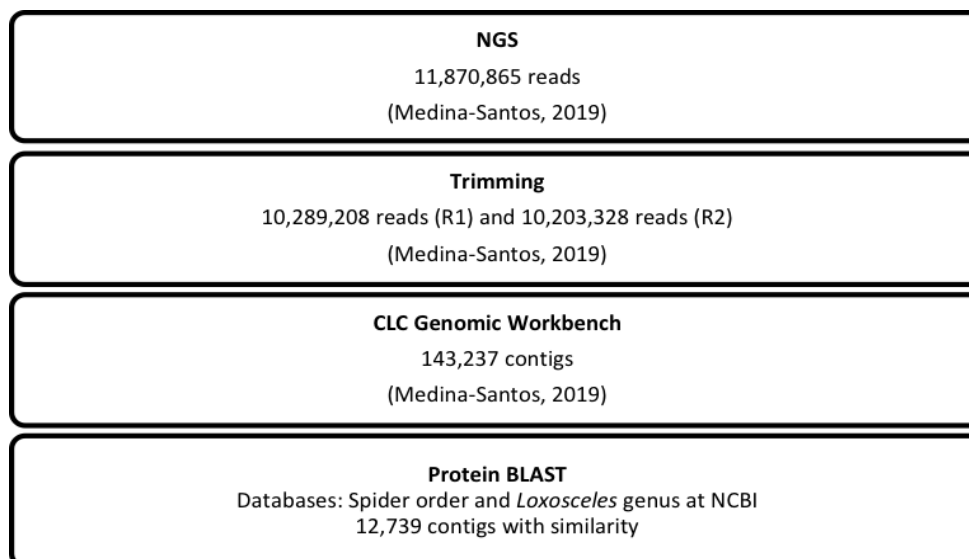 NGS
11,870,865 reads
(Medina-Santos, 2019)
Trimming
10,289,208 reads (R1) and 10,203,328 reads (R2)
(Medina-Santos, 2019)
CLC Genomic Workbench
143,237 contigs
(Medina-Santos, 2019)
Protein BLAST
Databases: Spider order and Loxosceles genus at NCBI
12,739 contigs with similarity